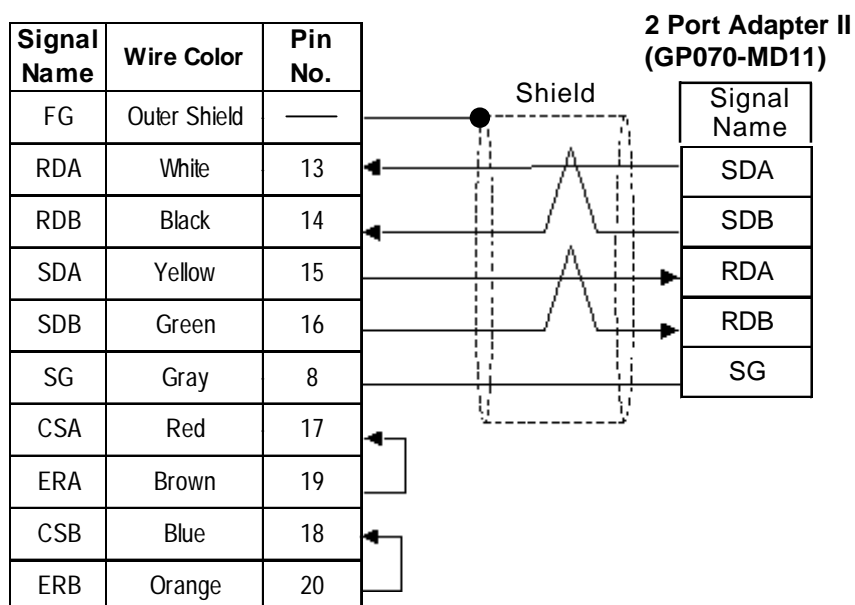 2 Port Adapter II
(GP070-MD11)
Signal Name Wire Color Pin No.
FG Outer Shield —
RDA White 13
RDB Black 14
SDA Yellow 15
SDB Green 16
SG Gray 8
CSA Red 17
ERA Brown 19
CSB Blue 18
ERB Orange 20
Shield
Signal
Name
SDA
SDB
RDA
RDB
SG